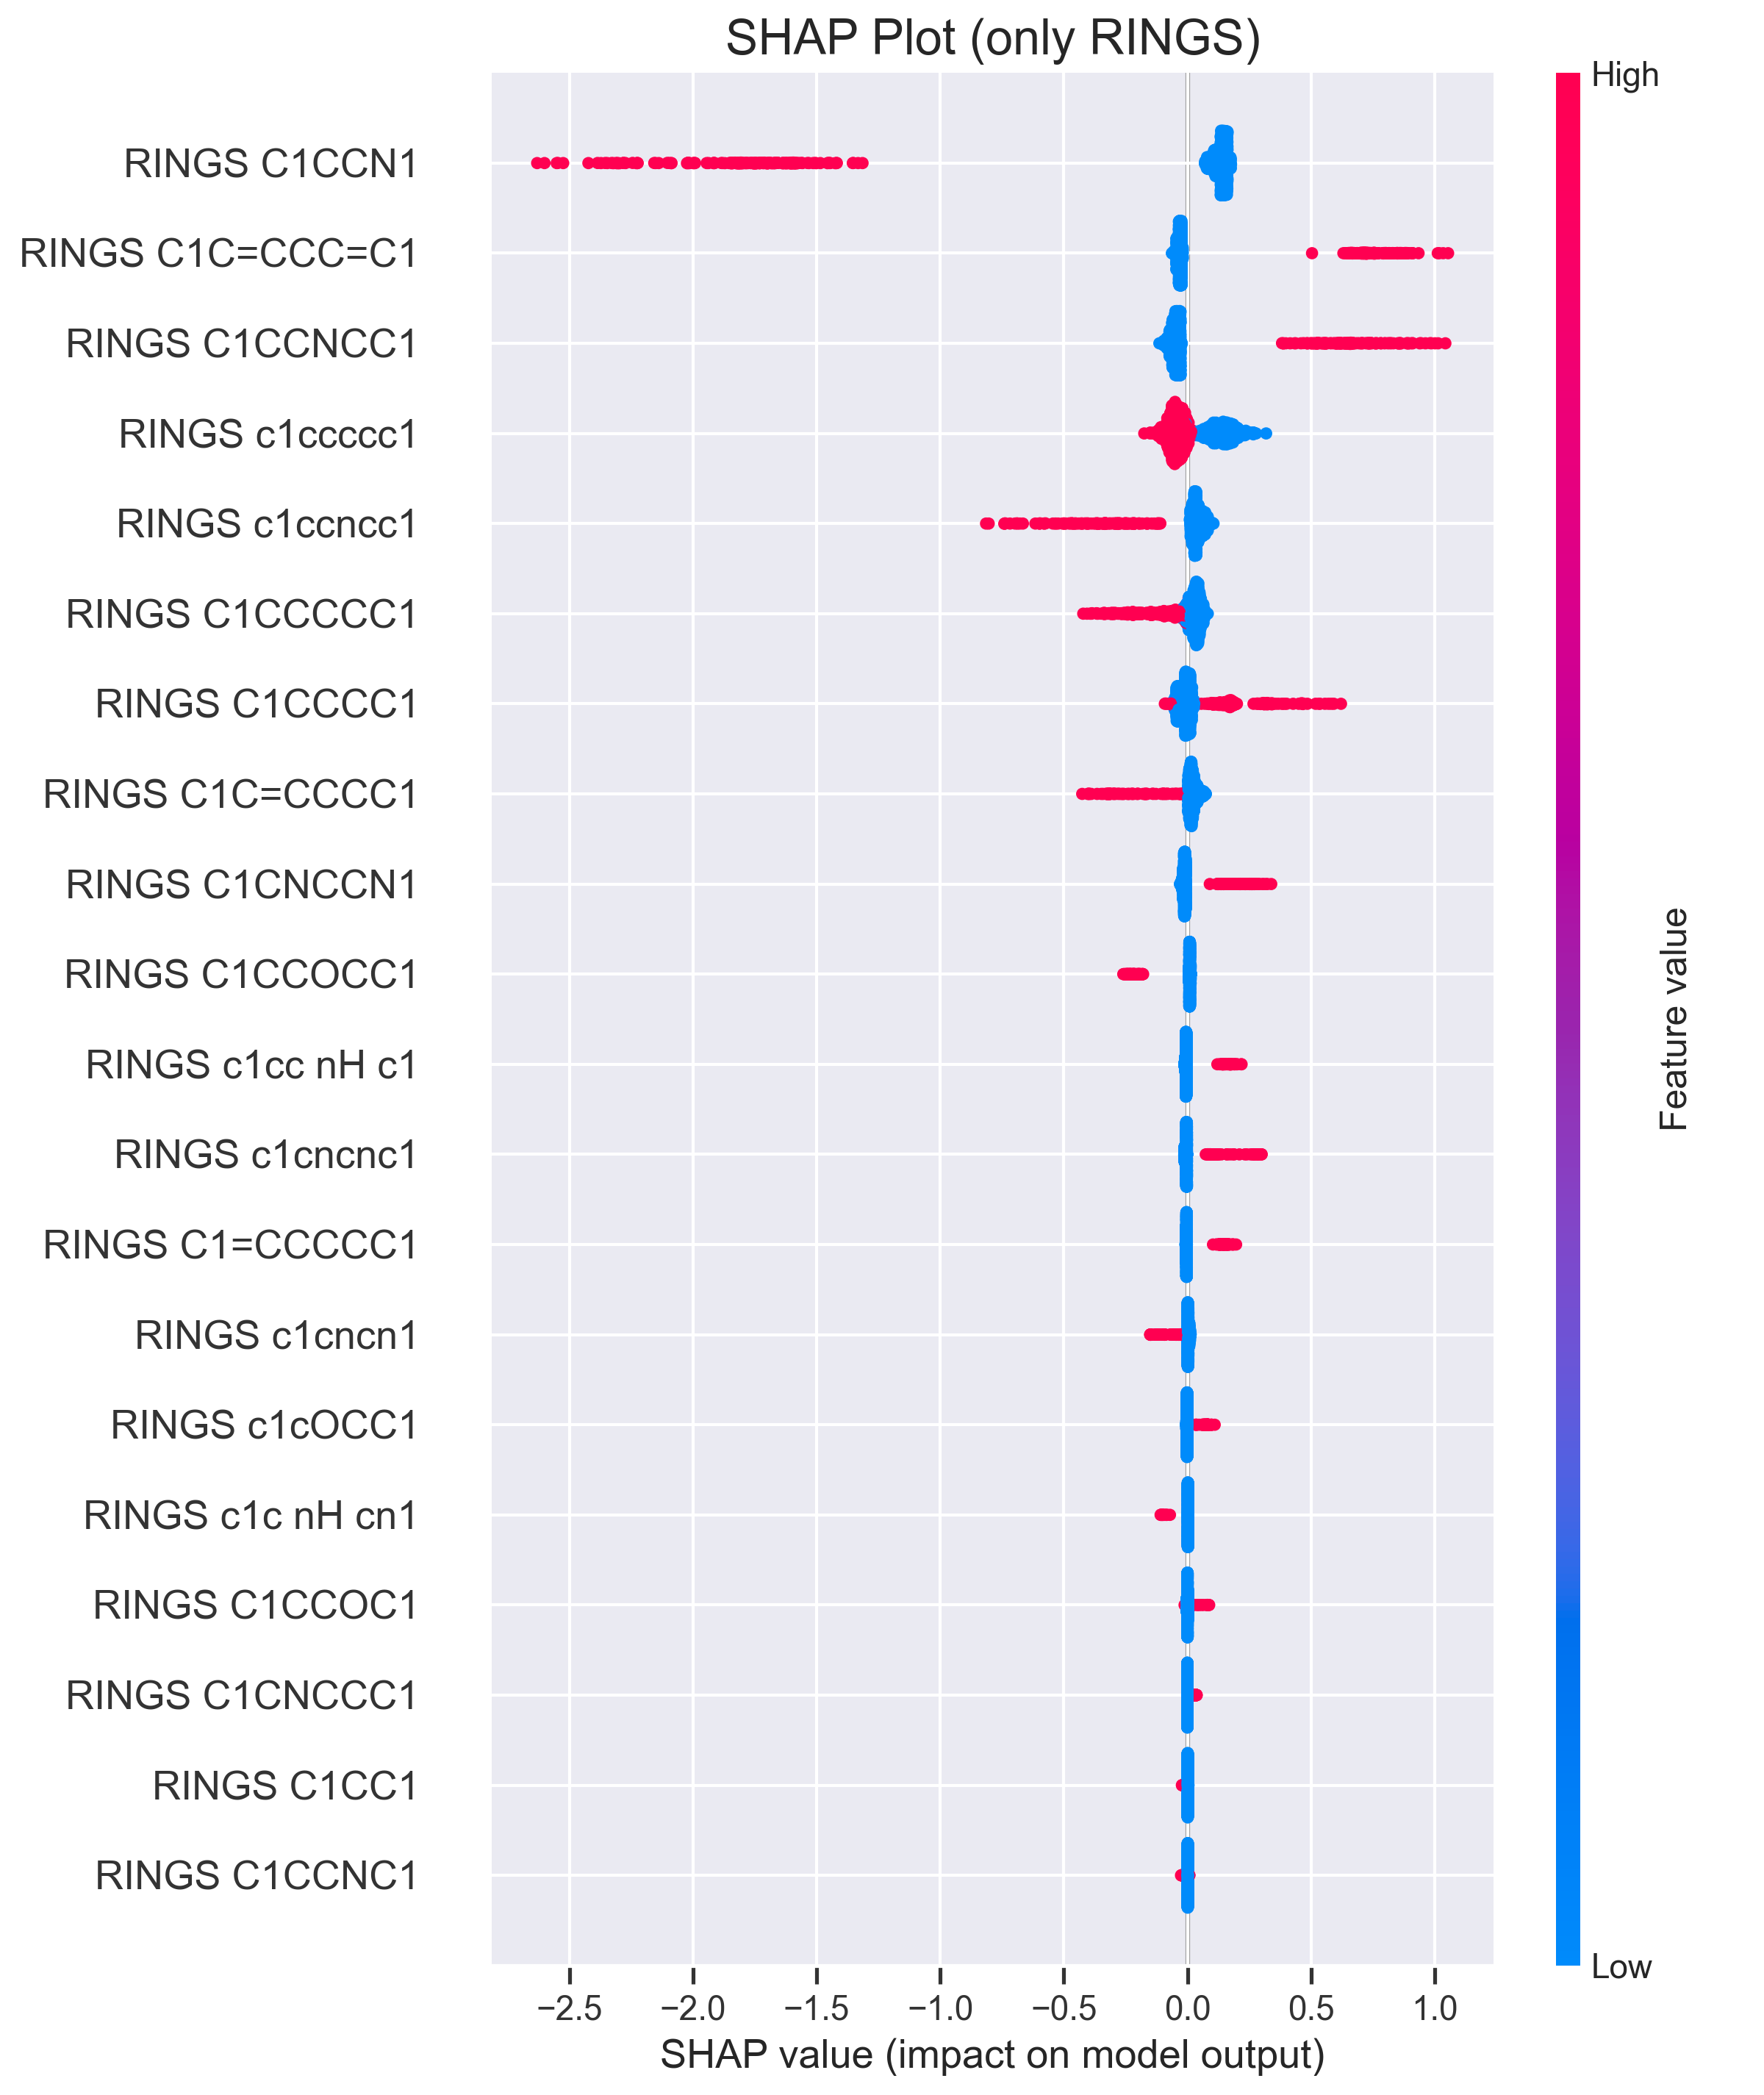 SHAP Plot (only RINGS)
High
RINGS C1CCN1
RINGS C1C=CCC=C1
RINGS C1CCNCC1
RINGS c1ccccc1
RINGS c1ccncc1
RINGS C1CCCCC1
RINGS C1CCCC1
RINGS C1C=CCCC1
RINGS C1CNCCN1
RINGS C1CCOCC1
RINGS c1cc nH c1
RINGS c1cncnc1
RINGS C1=CCCCC1
RINGS c1cncn1
RINGS c1cOCC1
RINGS c1c nH cn1
RINGS C1CCOC1
RINGS C1CNCCC1
RINGS C1CC1
RINGS C1CCNC1
Feature value
Low
−2.5 −2.0 −1.5 −1.0 −0.5 0.0 0.5 1.0
SHAP value (impact on model output)